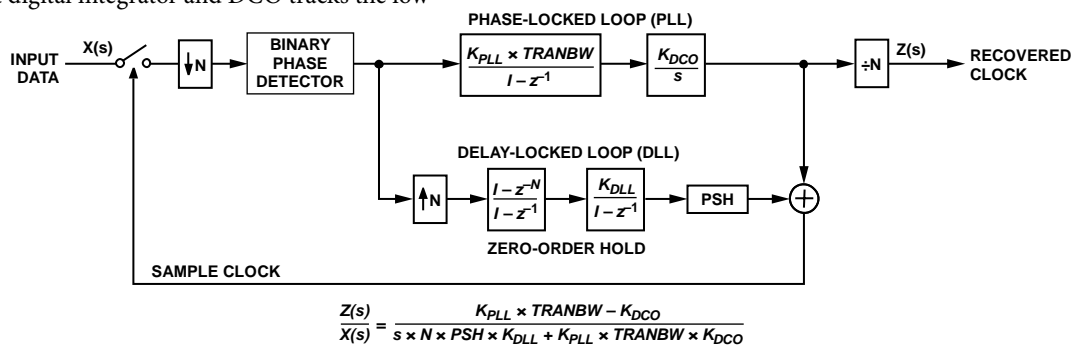 digital integrator and DCO tracks the low
PHASE-LOCKED LOOP (PLL)
INPUT DATA
X(s)
↓N
BINARY PHASE DETECTOR
K_PLL × TRANBW / I – z^–1
K_DCO / s
÷N
Z(s)
RECOVERED CLOCK
DELAY-LOCKED LOOP (DLL)
↑N
I – z^–N / I – z^–1
K_DLL / I – z^–1
PSH
+
ZERO-ORDER HOLD
SAMPLE CLOCK
Z(s) / X(s) = K_PLL × TRANBW – K_DCO / s × N × PSH × K_DLL + K_PLL × TRANBW × K_DCO